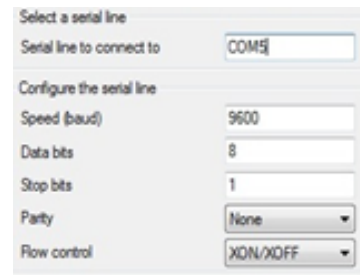 Select a serial line
Serial line to connect to COM5
Configure the serial line
Speed (baud) 9600
Data bits 8
Stop bits 1
Parity None
Flow control XON/XOFF